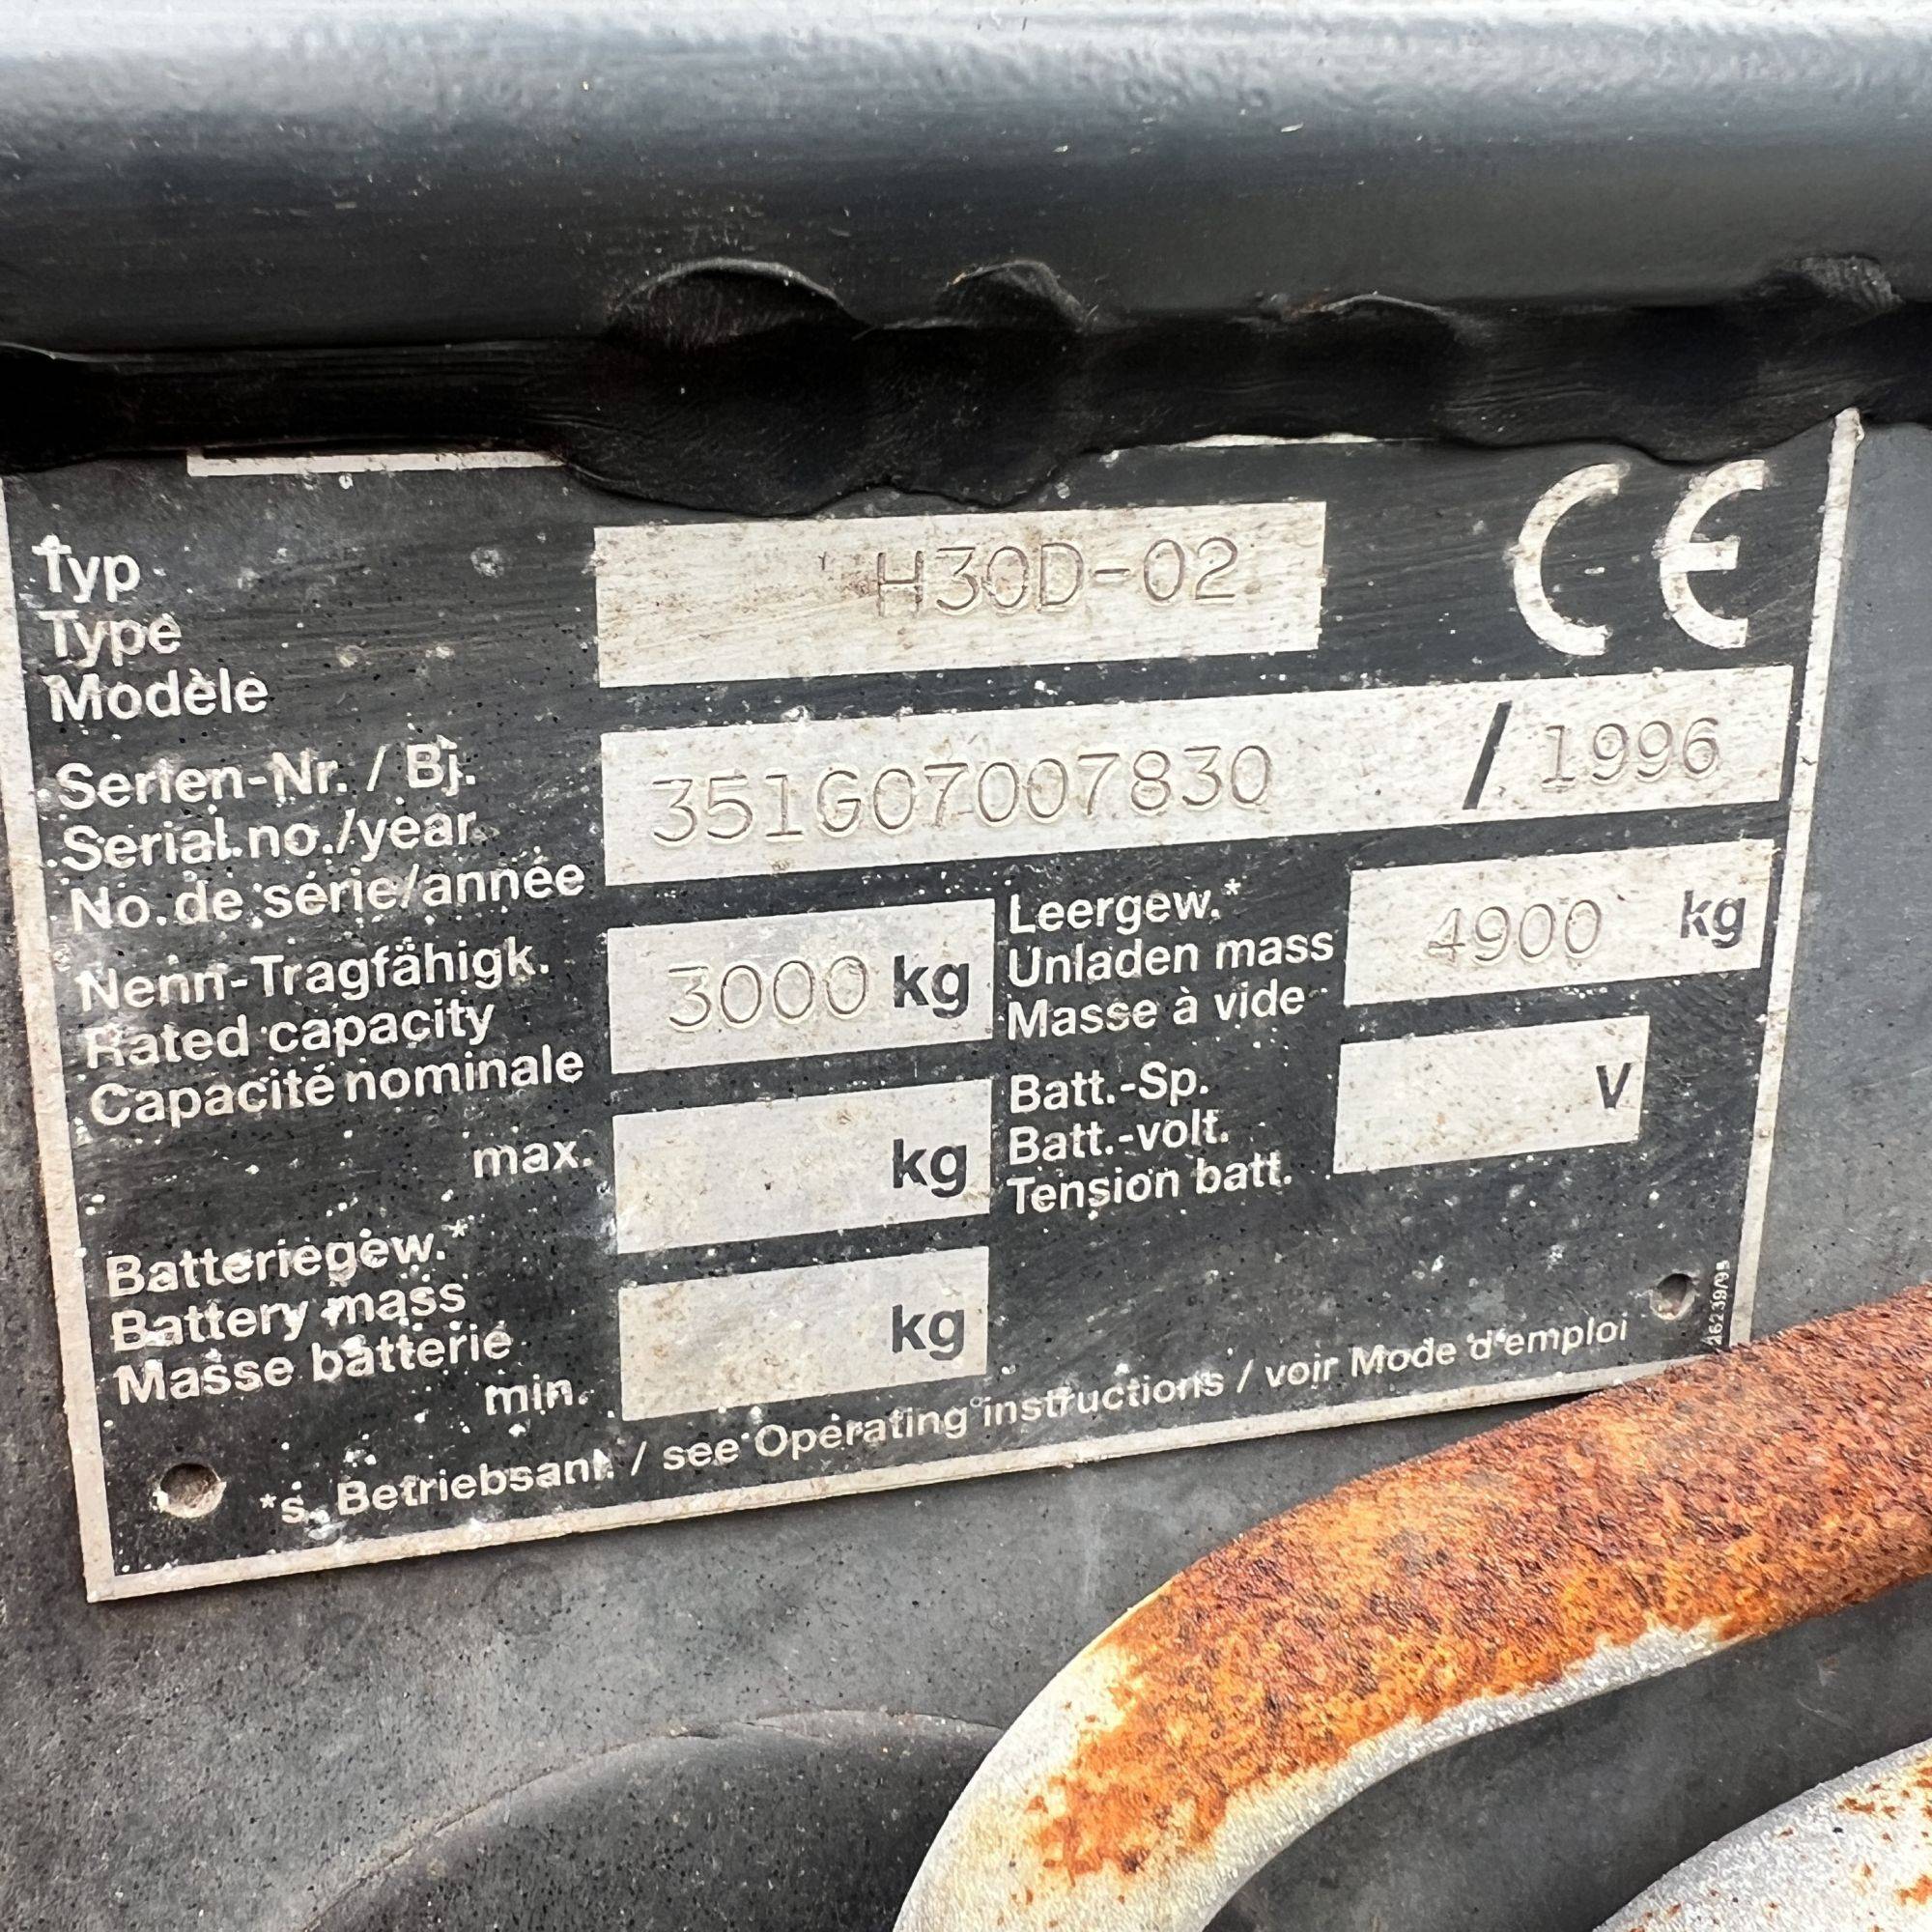 Typ
Type
Modèle
H30D-02
CE
Serien-Nr. / Bj.
Serial no./year
No. de série/année
351G07007830 / 1996
Nenn-Tragfähigk.
Rated capacity
Capacité nominale
3000 kg
Leergew.*
Unladen mass
Masse à vide
4900 kg
max.
kg
Batt.-Sp.
Batt.-volt.
Tension batt.
V
Batteriegew.*
Battery mass
Masse batterie
min.
kg
*s. Betriebsanl. / see Operating instructions / voir Mode d'emploi